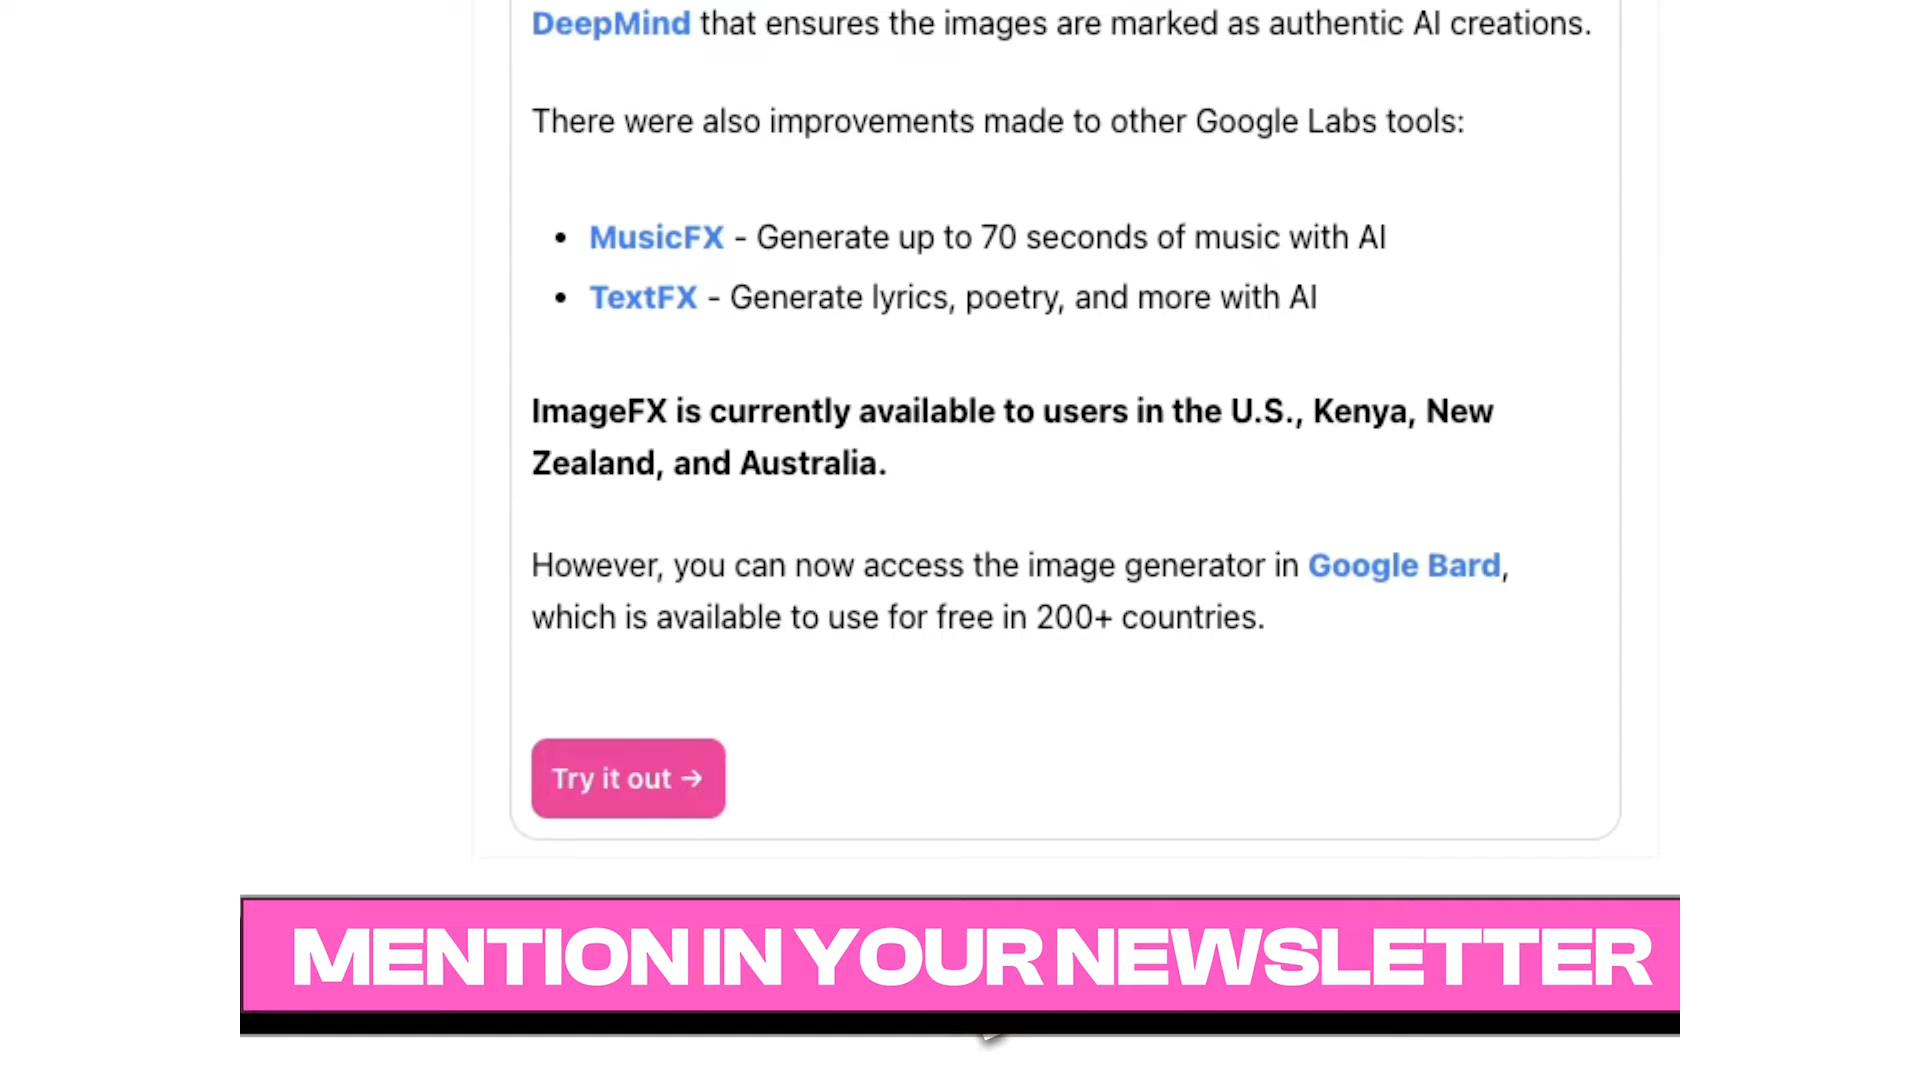 DeepMind that ensures the images are marked as authentic AI creations.
There were also improvements made to other Google Labs tools:
• MusicFX - Generate up to 70 seconds of music with AI
• TextFX - Generate lyrics, poetry, and more with AI
ImageFX is currently available to users in the U.S., Kenya, New
Zealand, and Australia.
However, you can now access the image generator in Google Bard,
which is available to use for free in 200+ countries.
Try it out →
MENTION IN YOUR NEWSLETTER